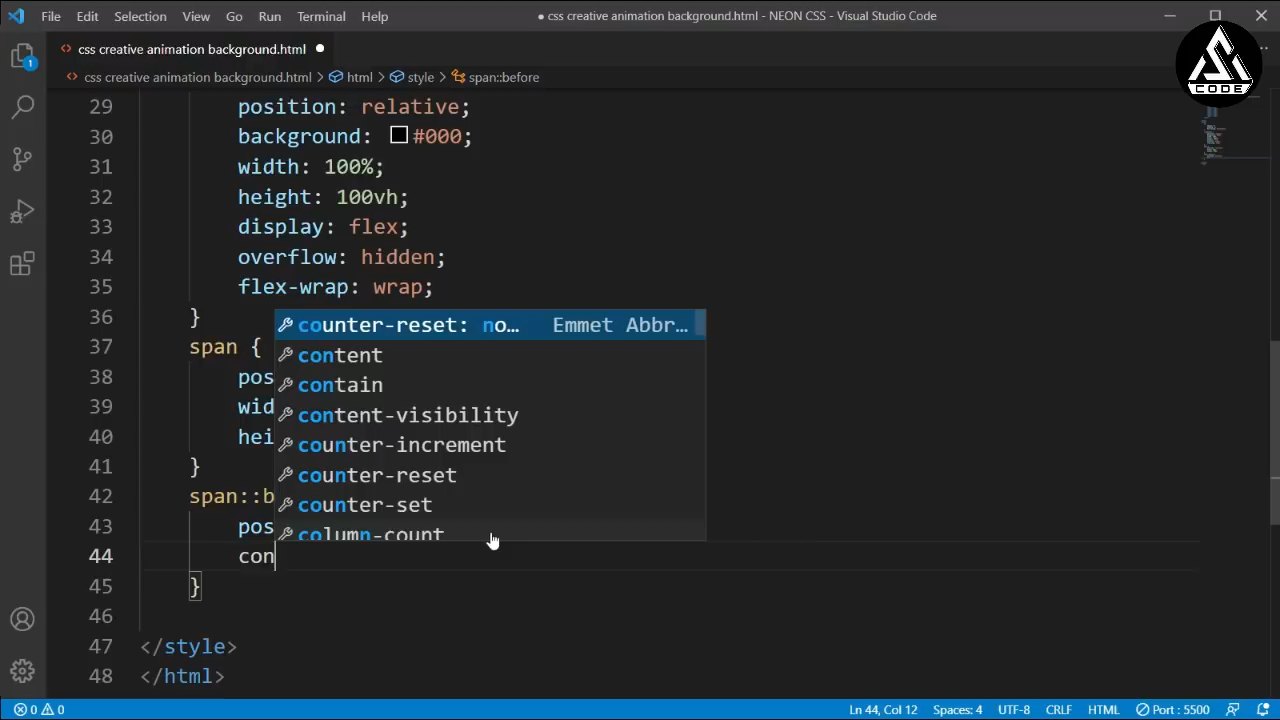 File Edit Selection View Go Run Terminal Help ● css creative animation background.html - NEON CSS - Visual Studio Code
<> css creative animation background.html ●
<> css creative animation background.html > html > style > span::before
CODE
1
29 position: relative;
30 background: #000;
31 width: 100%;
32 height: 100vh;
33 display: flex;
34 overflow: hidden;
35 flex-wrap: wrap;
36 }
counter-reset: no… Emmet Abbr…
37 span {
content
38 pos
contain
39 wid
content-visibility
40 hei
counter-increment
41 }
counter-reset
42 span::b
counter-set
43 pos
column-count
44 con
45 }
46
47 </style>
48 </html>
0 0 Ln 44, Col 12 Spaces: 4 UTF-8 CRLF HTML Port : 5500